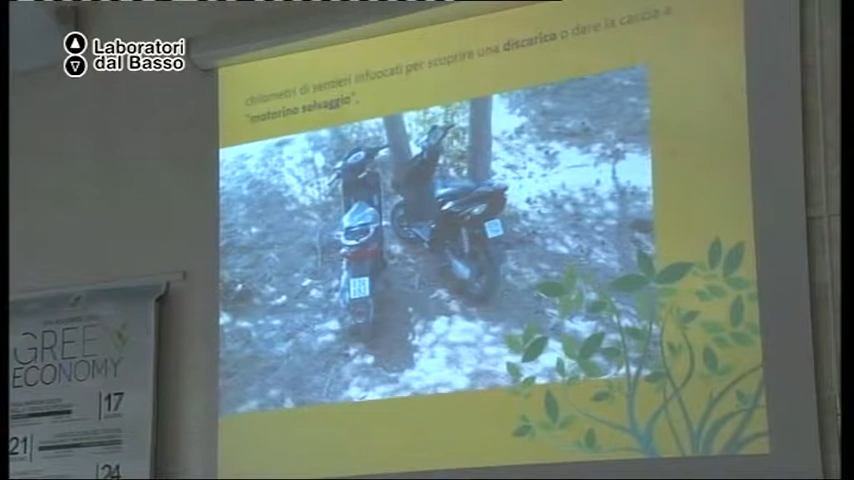 Laboratori
dal Basso
chilometri di sentieri infuocati per scoprire una discarica o dare la caccia a
"motorino selvaggio".
GREE
ECONOMY
17
21
24